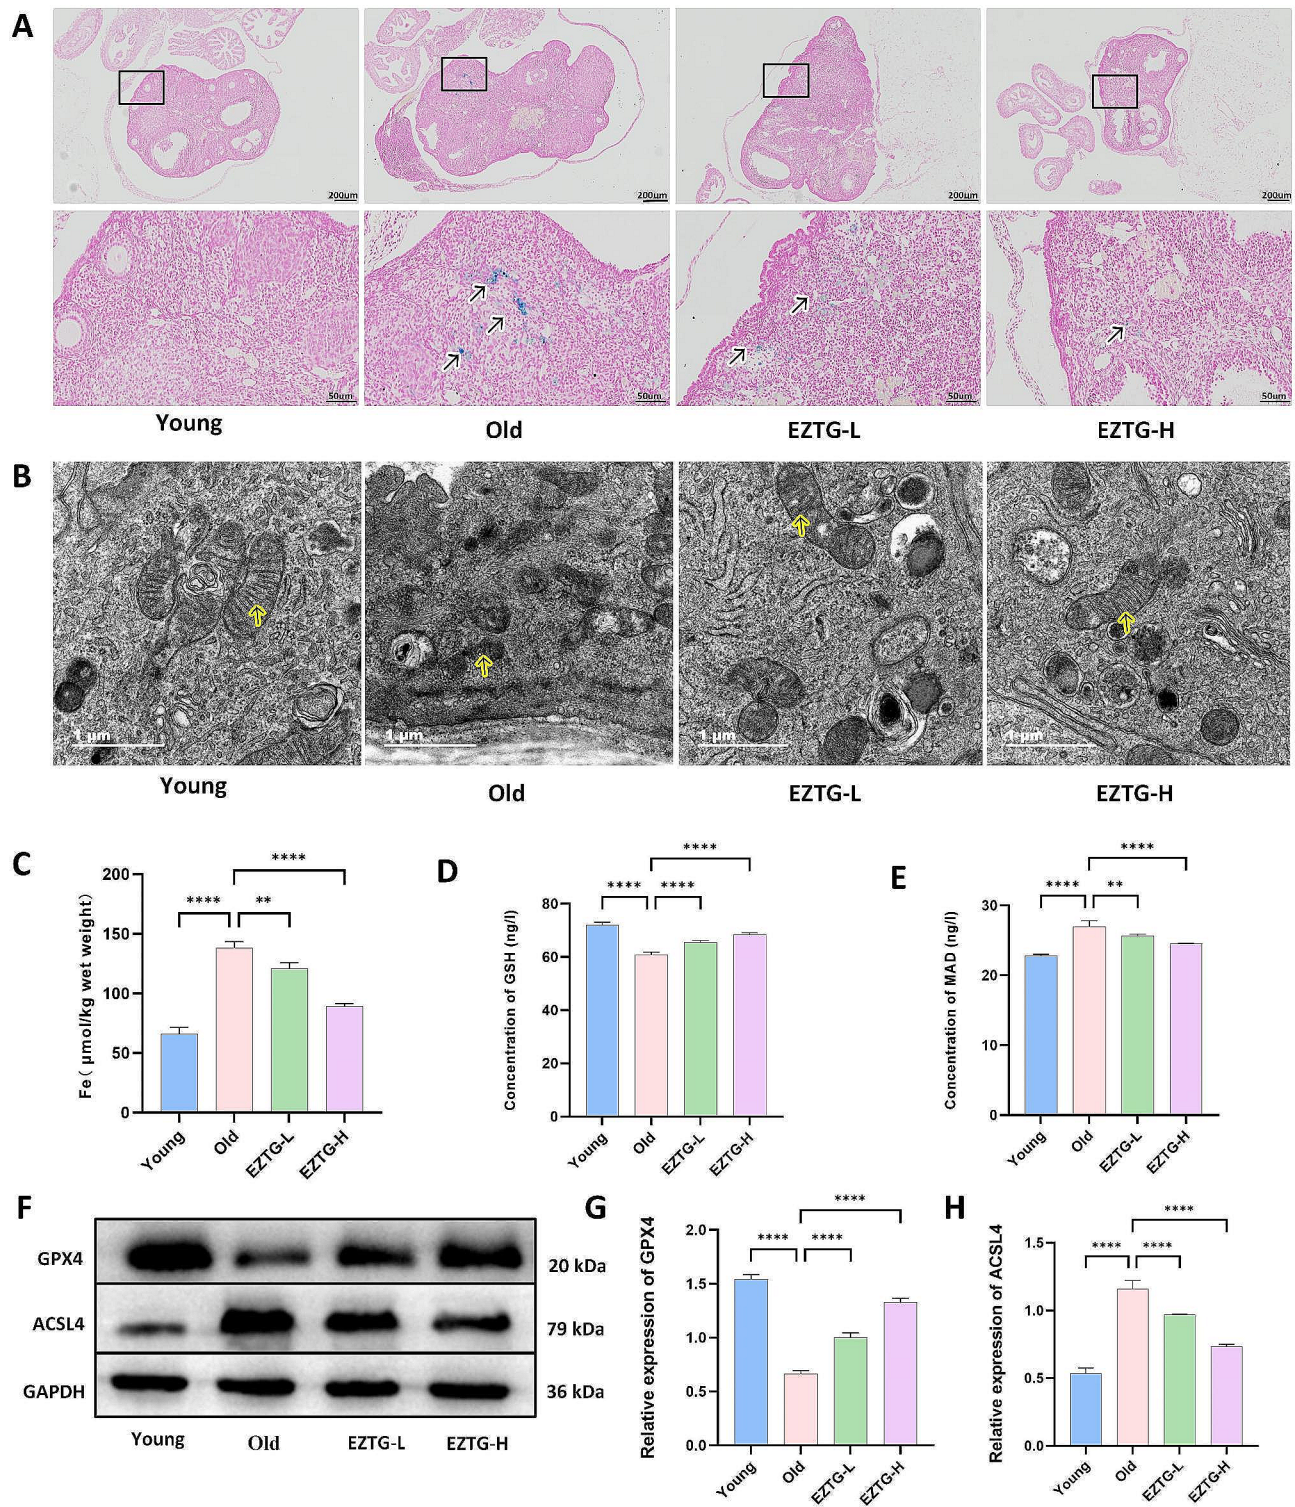 A
200um
200um
200um
200um
50um
50um
50um
50um
Young
Old
EZTG-L
EZTG-H
B
1 µm
1 µm
1 µm
1 µm
Young
Old
EZTG-L
EZTG-H
C
Fe( µmol/kg wet weight)
200
150
100
50
0
****
**
****
Young
Old
EZTG-L
EZTG-H
D
Concentration of GSH (ng/l)
80
60
40
20
0
****
****
****
Young
Old
EZTG-L
EZTG-H
E
Concentration of MAD (ng/l)
30
20
10
0
****
**
****
Young
Old
EZTG-L
EZTG-H
F
GPX4
20 kDa
ACSL4
79 kDa
GAPDH
36 kDa
Young
Old
EZTG-L
EZTG-H
G
Relative expression of GPX4
2.0
1.5
1.0
0.5
0.0
****
****
****
Young
Old
EZTG-L
EZTG-H
H
Relative expression of ACSL4
1.5
1.0
0.5
0.0
****
****
****
Young
Old
EZTG-L
EZTG-H